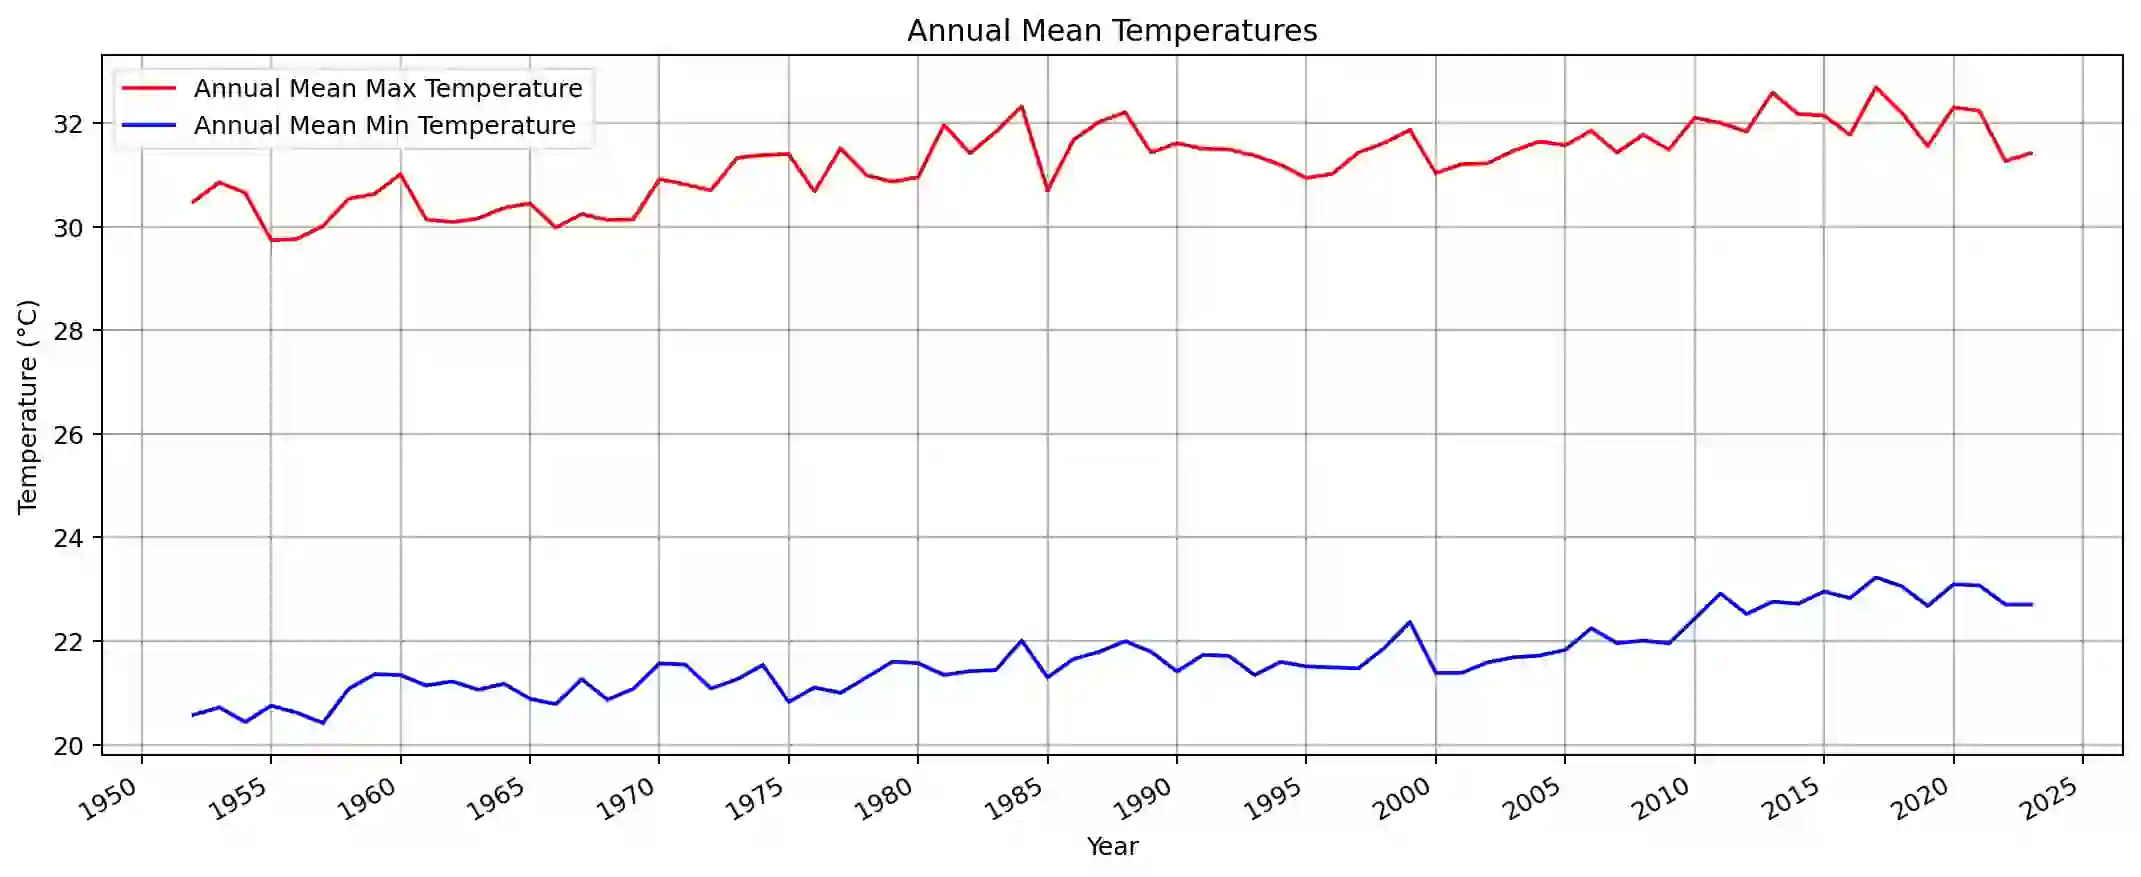 Annual Mean Temperatures
Annual Mean Max Temperature
Annual Mean Min Temperature
Temperature (°C)
32
30
28
26
24
22
20
1950 1955 1960 1965 1970 1975 1980 1985 1990 1995 2000 2005 2010 2015 2020 2025
Year